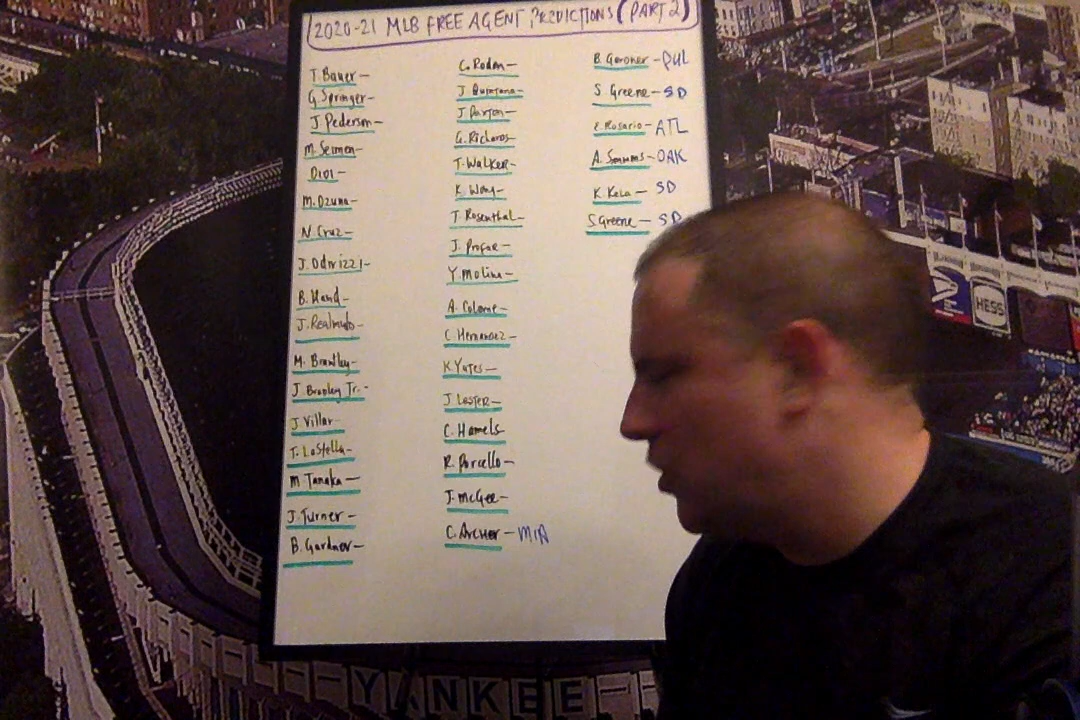 2020-21 MLB FREE AGENT PREDICTIONS (PART 2)
T. Bauer-
G. Springer-
J Pederson-
M. Semien-
Didi-
M. Ozuna-
N. Cruz-
J. Odorizzi-
B. Hand-
J. Realmuto-
M. Brantley-
J Bradley Jr.-
J Villar-
T. LaStella-
M Tanaka-
J. Turner-
B. Gardner-
C. Rodon-
J Quintana-
J Paxton-
G. Richards
T. Walker-
K. Wong-
T. Rosenthal-
J. Profar-
Y. Molina-
A. Colome-
C Hernandez-
K Yates-
J LESTER-
C. Hamels
R. Porcello-
J. McGee-
C. Archer-MIA
S. Greene-SD
E. Rosario-ATL
A. Simmons-OAK
K Kela-SD
S. Greene-SD
HESS
YANKEE